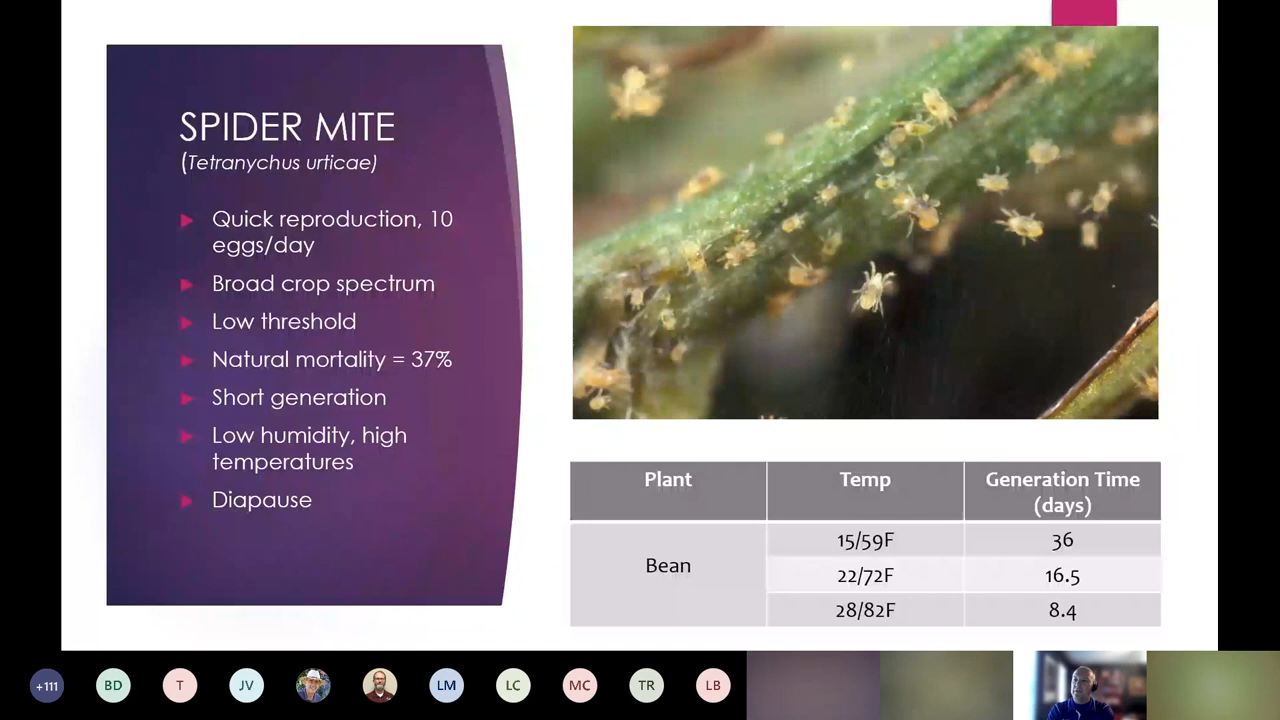 SPIDER MITE
(Tetranychus urticae)
Quick reproduction, 10
eggs/day
Broad crop spectrum
Low threshold
Natural mortality = 37%
Short generation
Low humidity, high
temperatures
Diapause
Plant Temp Generation Time
(days)
Bean
15/59F 36
22/72F 16.5
28/82F 8.4
+111 BD T JV LM LC MC TR LB